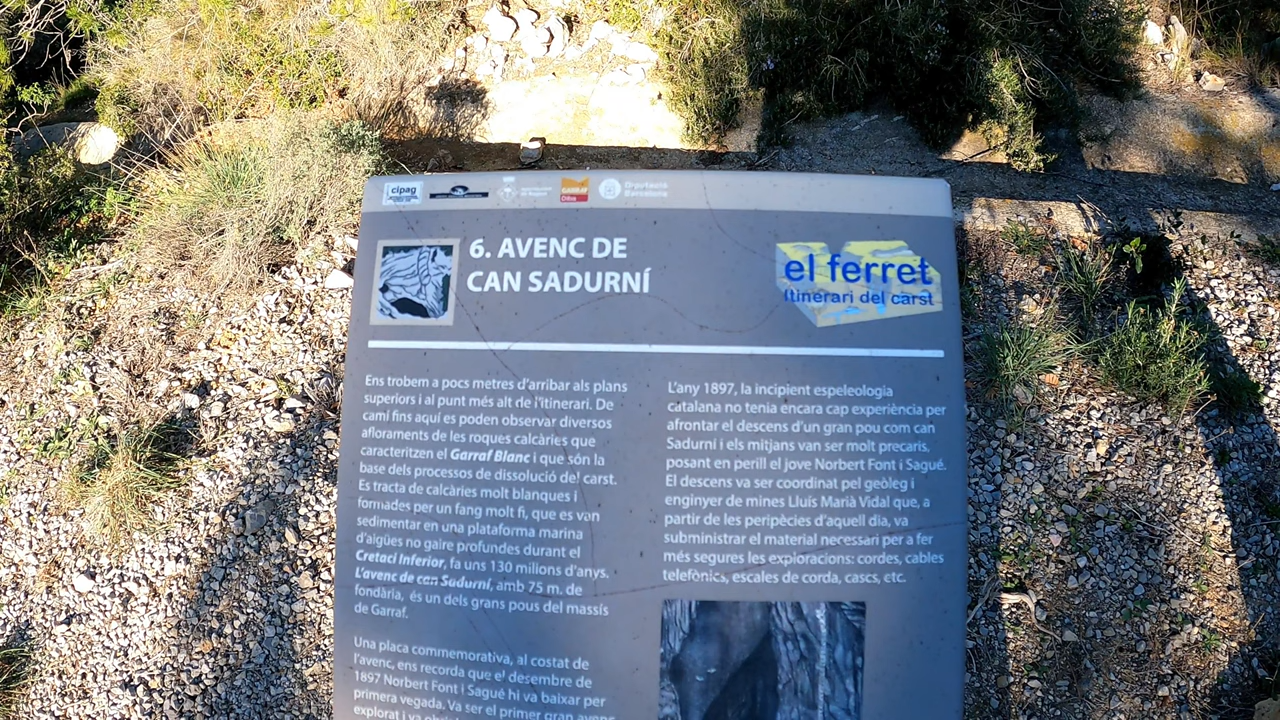 cipag
GARRAF
Diputació
Barcelona
6. AVENC DE
CAN SADURNÍ
el ferret
Itinerari del carst
Ens trobem a pocs metres d'arribar als plans
superiors i al punt més alt de l'itinerari. De
camí fins aquí es poden observar diversos
afloraments de les roques calcàries que
caracteritzen el Garraf Blanc i que són la
base dels processos de dissolució del carst.
Es tracta de calcàries molt blanques i
formades per un fang molt fi, que es van
sedimentar en una plataforma marina
d'aigües no gaire profundes durant el
Cretaci Inferior, fa uns 130 milions d'anys.
L'avenc de can Sadurní, amb 75 m. de
fondària, és un dels grans pous del massís
de Garraf.
Una placa commemorativa, al costat de
l'avenc, ens recorda que el desembre de
1897 Norbert Font i Sagué hi va baixar per
primera vegada. Va ser el primer gran avenc
explorat i va
L'any 1897, la incipient espeleologia
catalana no tenia encara cap experiència per
afrontar el descens d'un gran pou com can
Sadurní i els mitjans van ser molt precaris,
posant en perill el jove Norbert Font i Sagué.
El descens va ser coordinat pel geòleg i
enginyer de mines Lluís Marià Vidal que, a
partir de les peripècies d'aquell dia, va
subministrar el material necessari per a fer
més segures les exploracions: cordes, cables
telefònics, escales de corda, cascs, etc.